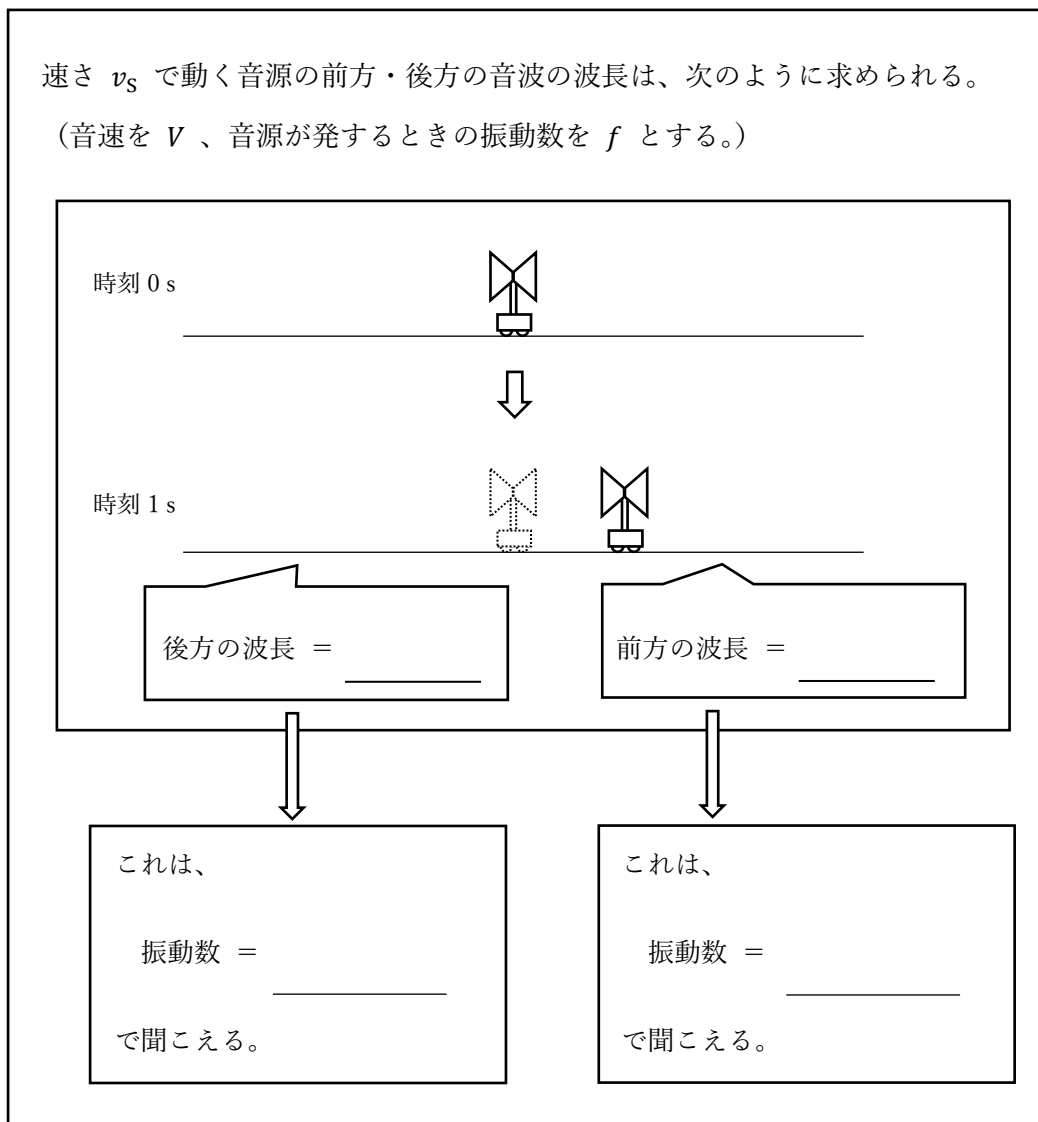 速さ vS で動く音源の前方・後方の音波の波長は、次のように求められる。
（音速を V 、音源が発するときの振動数を f とする。）
時刻 0 s
時刻 1 s
後方の波長 ＝
前方の波長 ＝
これは、
振動数 ＝
で聞こえる。
これは、
振動数 ＝
で聞こえる。